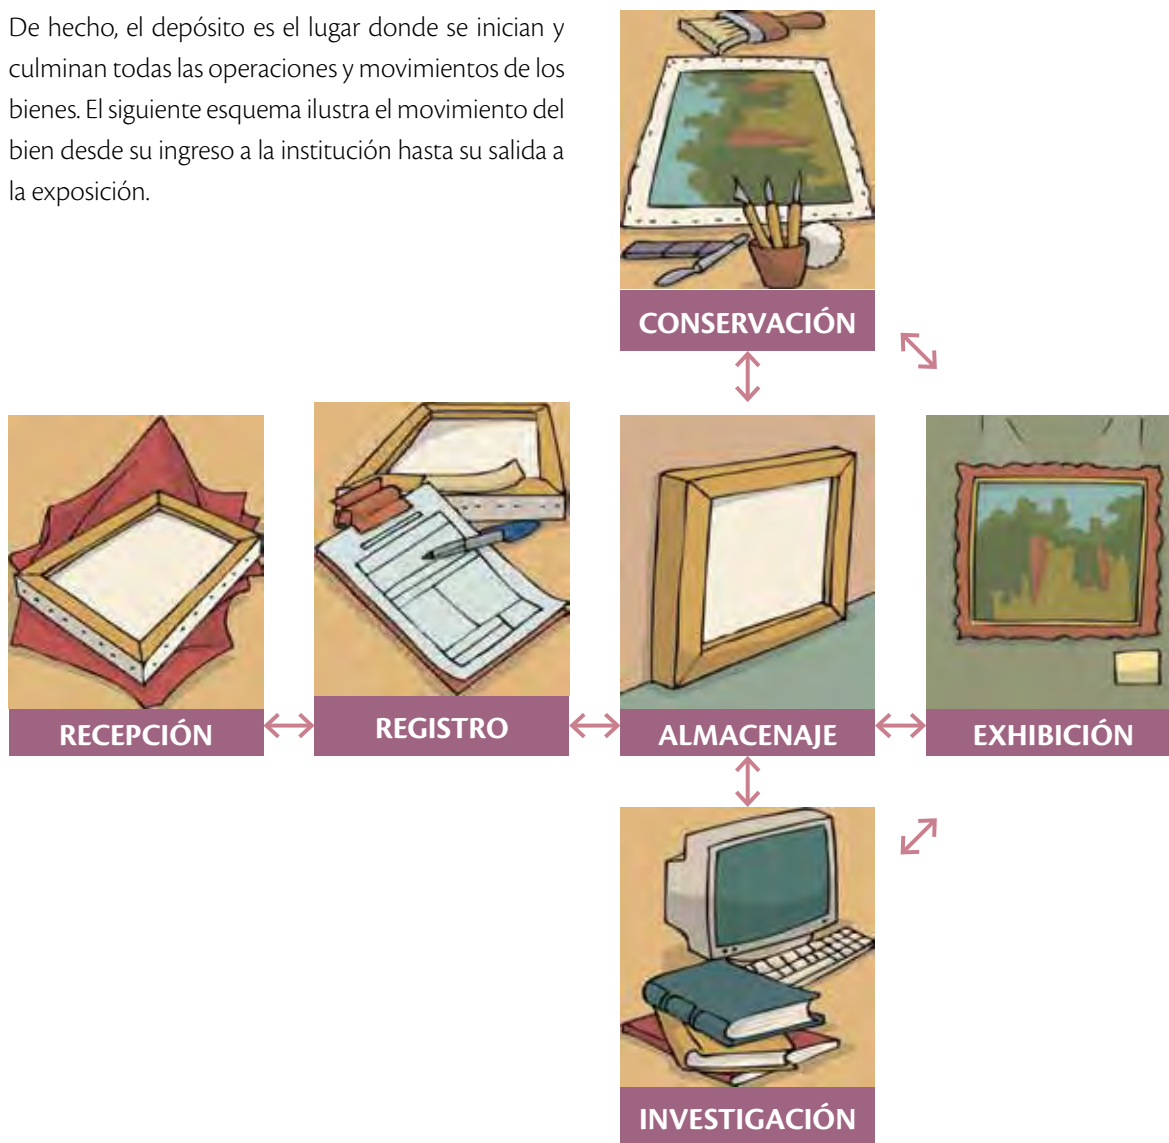 De hecho, el depósito es el lugar donde se inician y
culminan todas las operaciones y movimientos de los
bienes. El siguiente esquema ilustra el movimiento del
bien desde su ingreso a la institución hasta su salida a
la exposición.
CONSERVACIÓN
RECEPCIÓN
REGISTRO
ALMACENAJE
EXHIBICIÓN
INVESTIGACIÓN